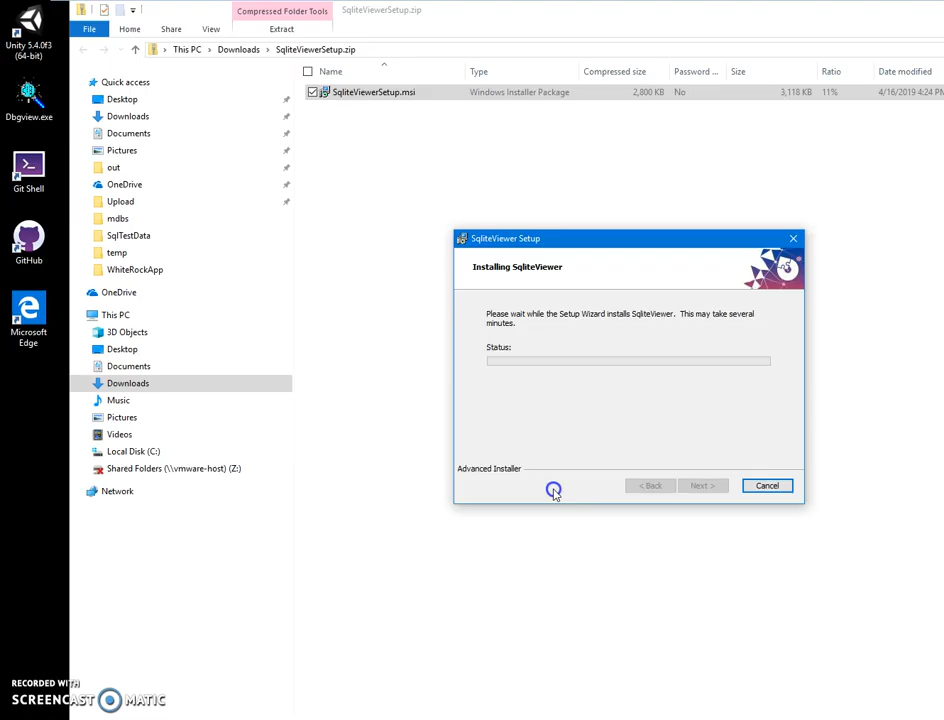 Unity 5.4.0f3
(64-bit)
Dbgview.exe
Git Shell
GitHub
Microsoft
Edge
Compressed Folder Tools
SqliteViewerSetup.zip
File
Home
Share
View
Extract
This PC
Downloads
SqliteViewerSetup.zip
Name
Type
Compressed size
Password ...
Size
Ratio
Date modified
SqliteViewerSetup.msi
Windows Installer Package
2,800 KB
No
3,118 KB
11%
4/16/2019 4:24 PM
Quick access
Desktop
Downloads
Documents
Pictures
out
OneDrive
Upload
mdbs
SqlTestData
temp
WhiteRockApp
OneDrive
This PC
3D Objects
Desktop
Documents
Downloads
Music
Pictures
Videos
Local Disk (C:)
Shared Folders (\\vmware-host) (Z:)
Network
SqliteViewer Setup
Installing SqliteViewer
Please wait while the Setup Wizard installs SqliteViewer. This may take several
minutes.
Status:
Advanced Installer
< Back
Next >
Cancel
RECORDED WITH
SCREENCAST MATIC